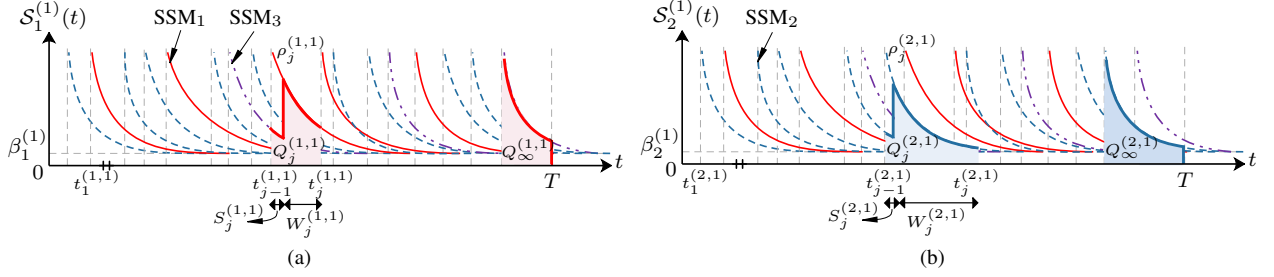 S_1^{(1)}(t) SSM_1 SSM_3
ρ_j^{(1,1)}
β_1^{(1)} Q_j^{(1,1)} Q_∞^{(1,1)} t
0 t_1^{(1,1)} t_{j-1}^{(1,1)} t_j^{(1,1)} T
S_j^{(1,1)} W_j^{(1,1)}
(a)
S_2^{(1)}(t) SSM_2
ρ_j^{(2,1)}
β_2^{(1)} Q_j^{(2,1)} Q_∞^{(2,1)} t
0 t_1^{(2,1)} t_{j-1}^{(2,1)} t_j^{(2,1)} T
S_j^{(2,1)} W_j^{(2,1)}
(b)